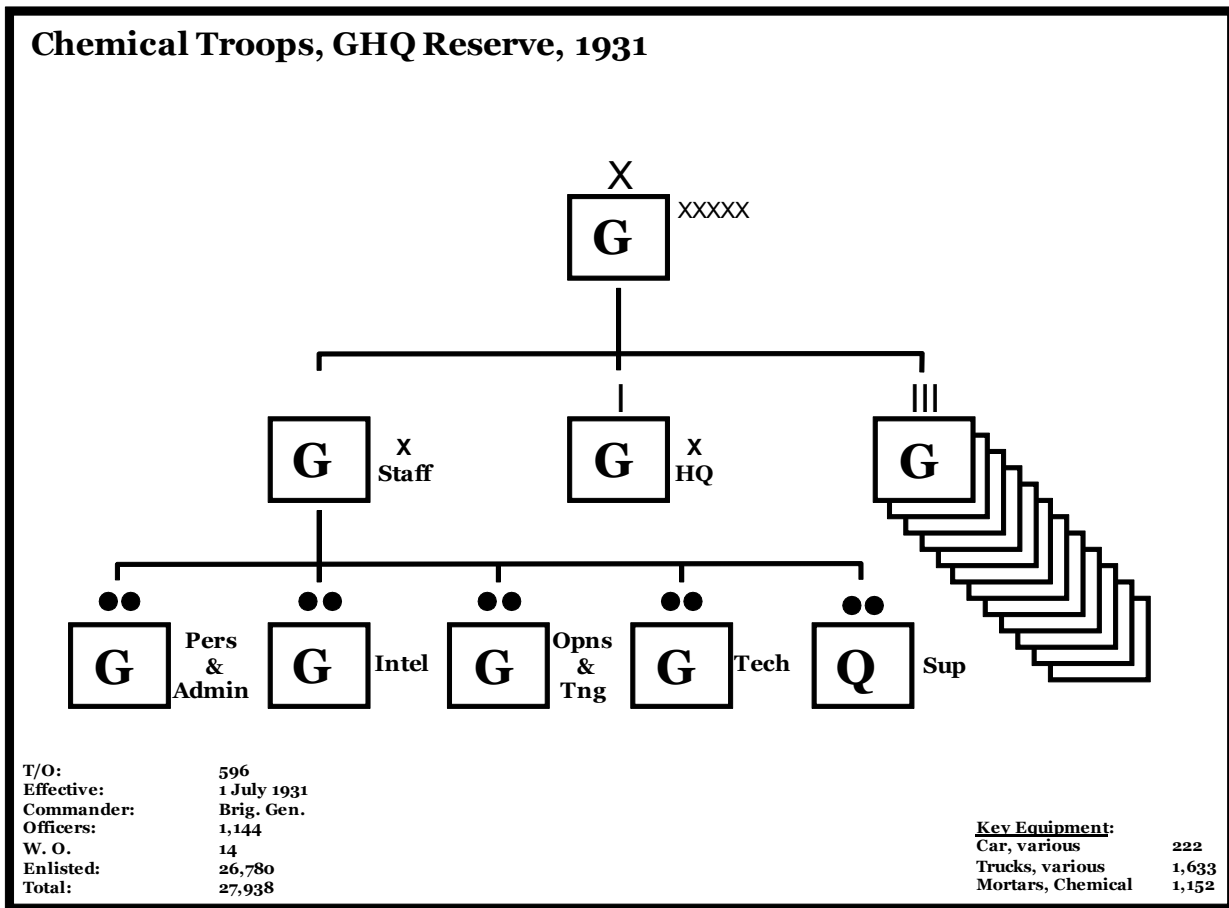 Chemical Troops, GHQ Reserve, 1931
X
XXXXX
G
I
III
G
X
Staff
G
X
HQ
G
G
Pers
&
Admin
G
Intel
G
Opns
&
Tng
G
Tech
Q
Sup
T/O: 596
Effective: 1 July 1931
Commander: Brig. Gen.
Officers: 1,144
W. O. 14
Enlisted: 26,780
Total: 27,938
Key Equipment:
Car, various 222
Trucks, various 1,633
Mortars, Chemical 1,152